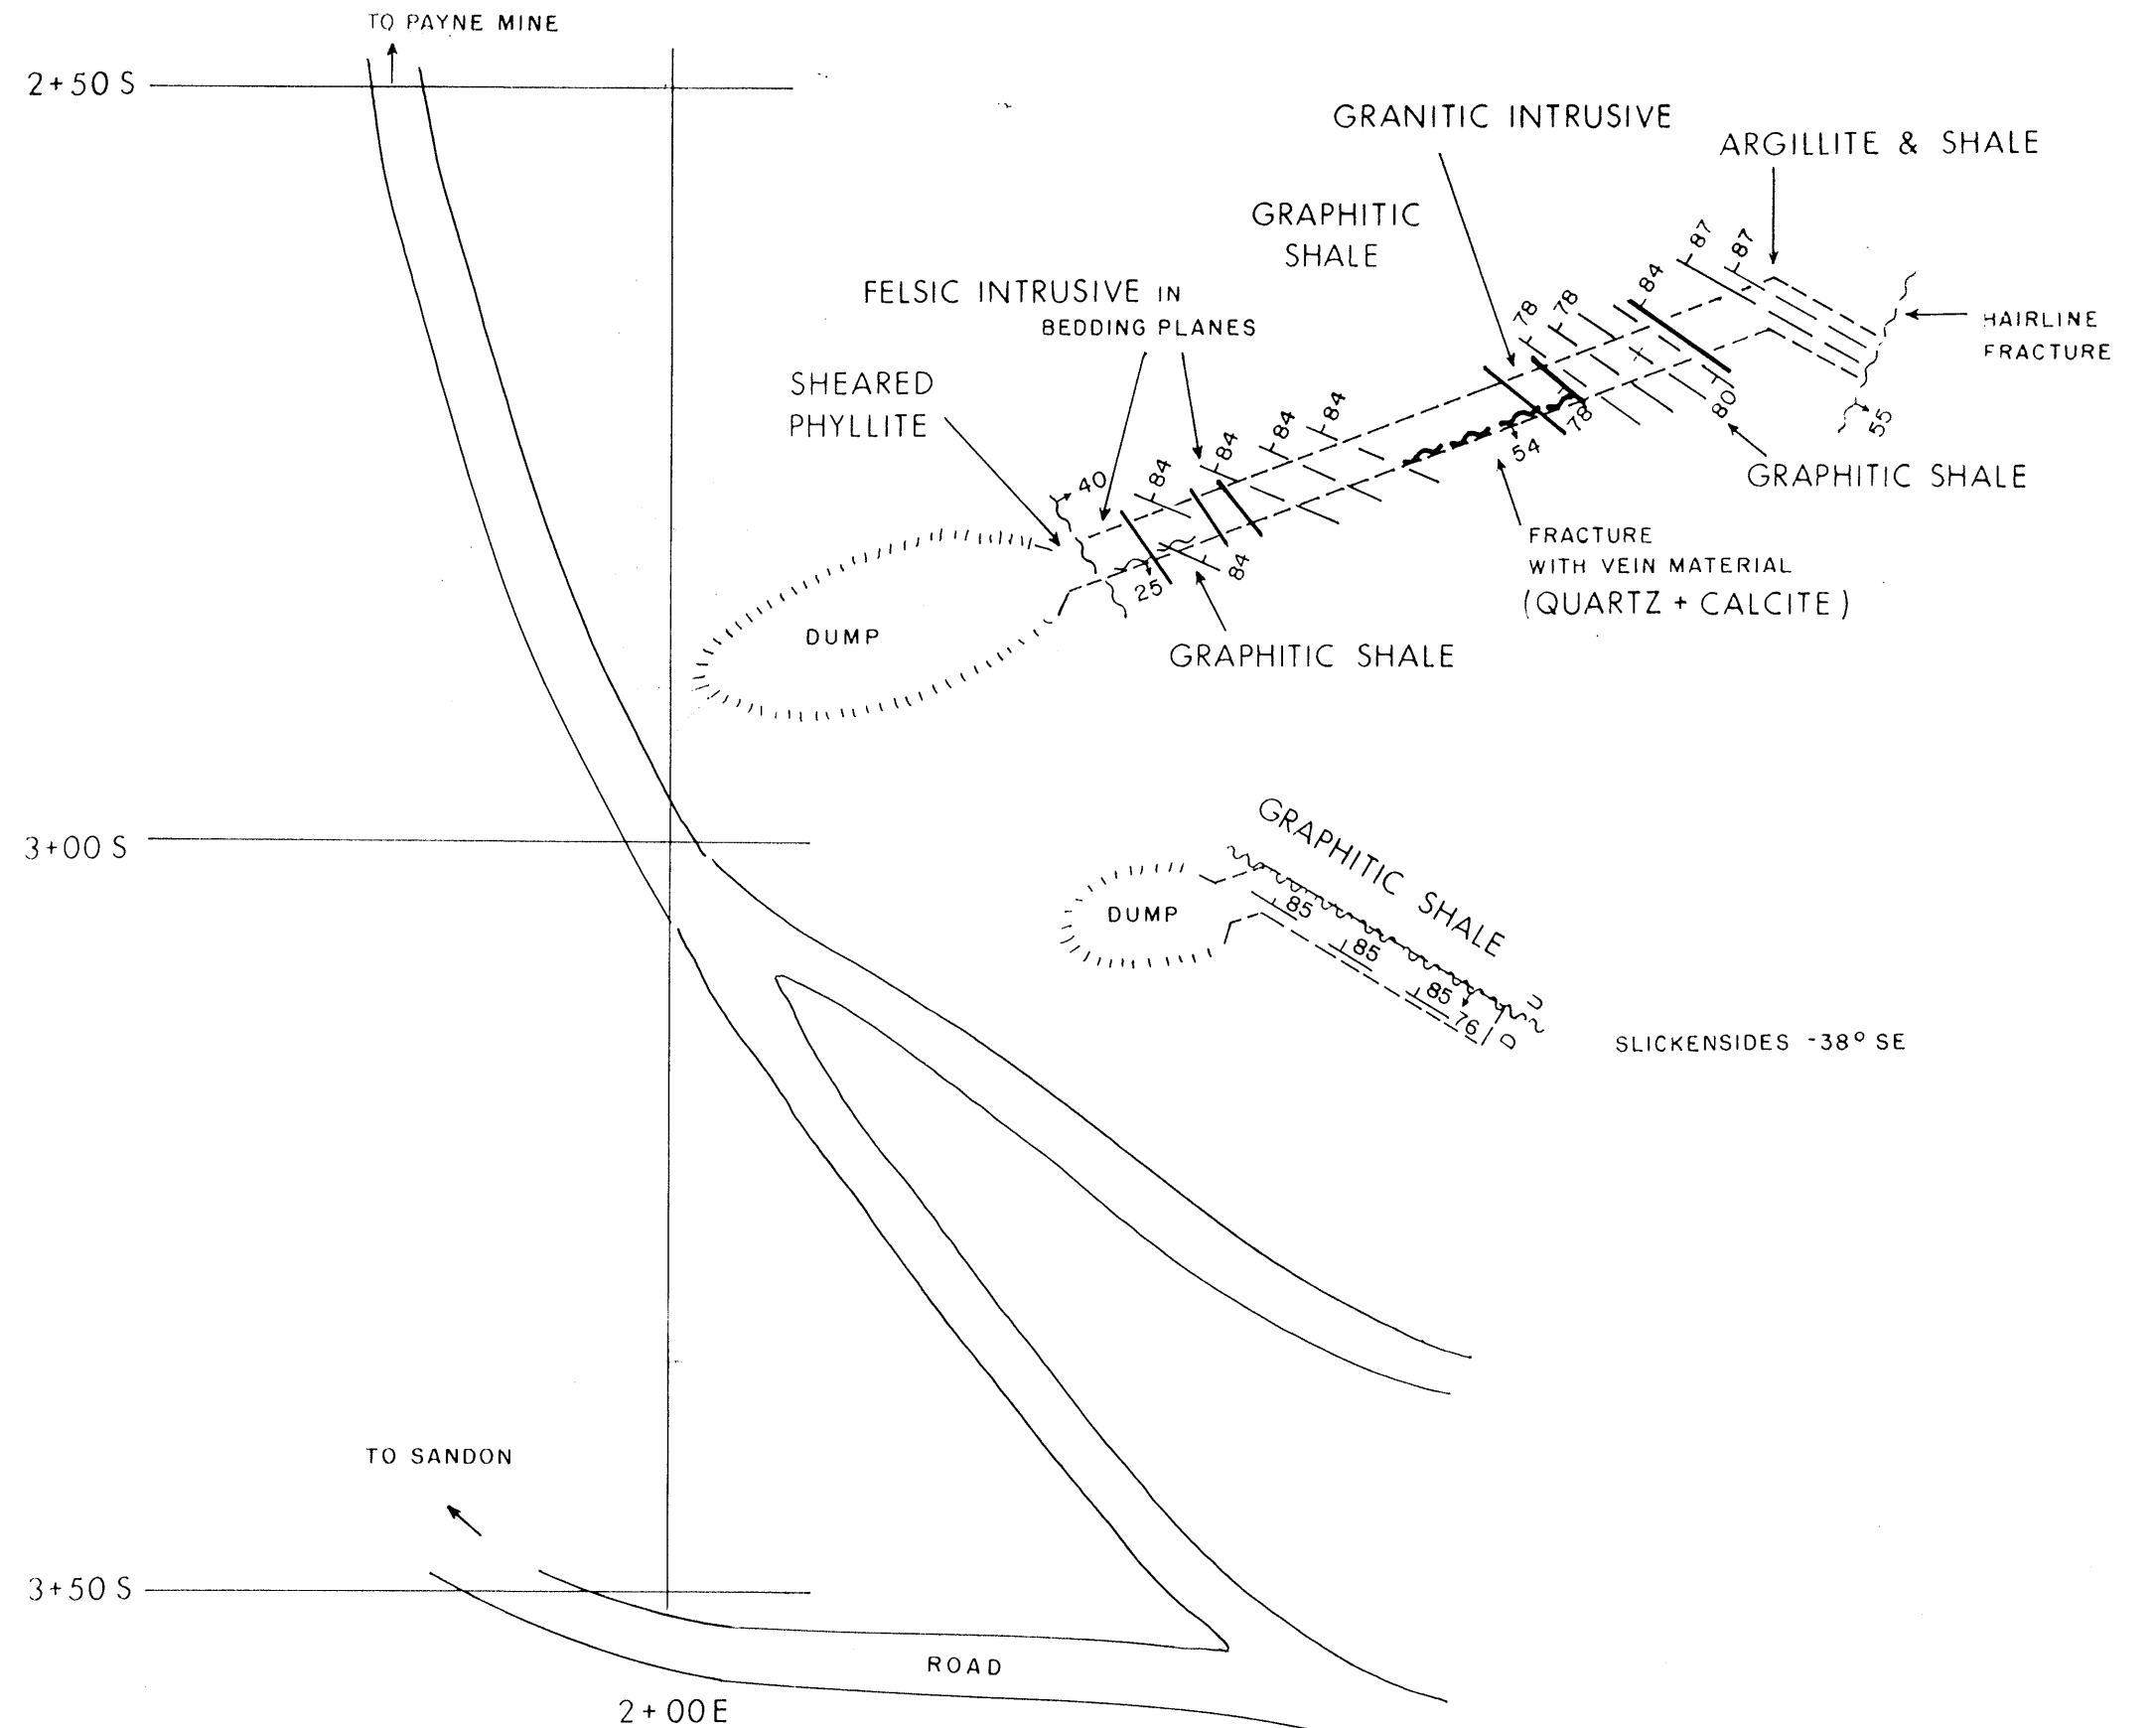 TO PAYNE MINE
2+50 S
GRANITIC INTRUSIVE
ARGILLITE & SHALE
GRAPHITIC
SHALE
87
87
84
78
78
FELSIC INTRUSIVE IN
BEDDING PLANES
HAIRLINE
FRACTURE
SHEARED
PHYLLITE
84
84
84
84
40
80
55
78
54
GRAPHITIC SHALE
FRACTURE
WITH VEIN MATERIAL
(QUARTZ + CALCITE)
84
25
DUMP
GRAPHITIC SHALE
3+00 S
GRAPHITIC SHALE
DUMP
85
85
85
76
U
D
SLICKENSIDES -38° SE
TO SANDON
3+50 S
ROAD
2+00E